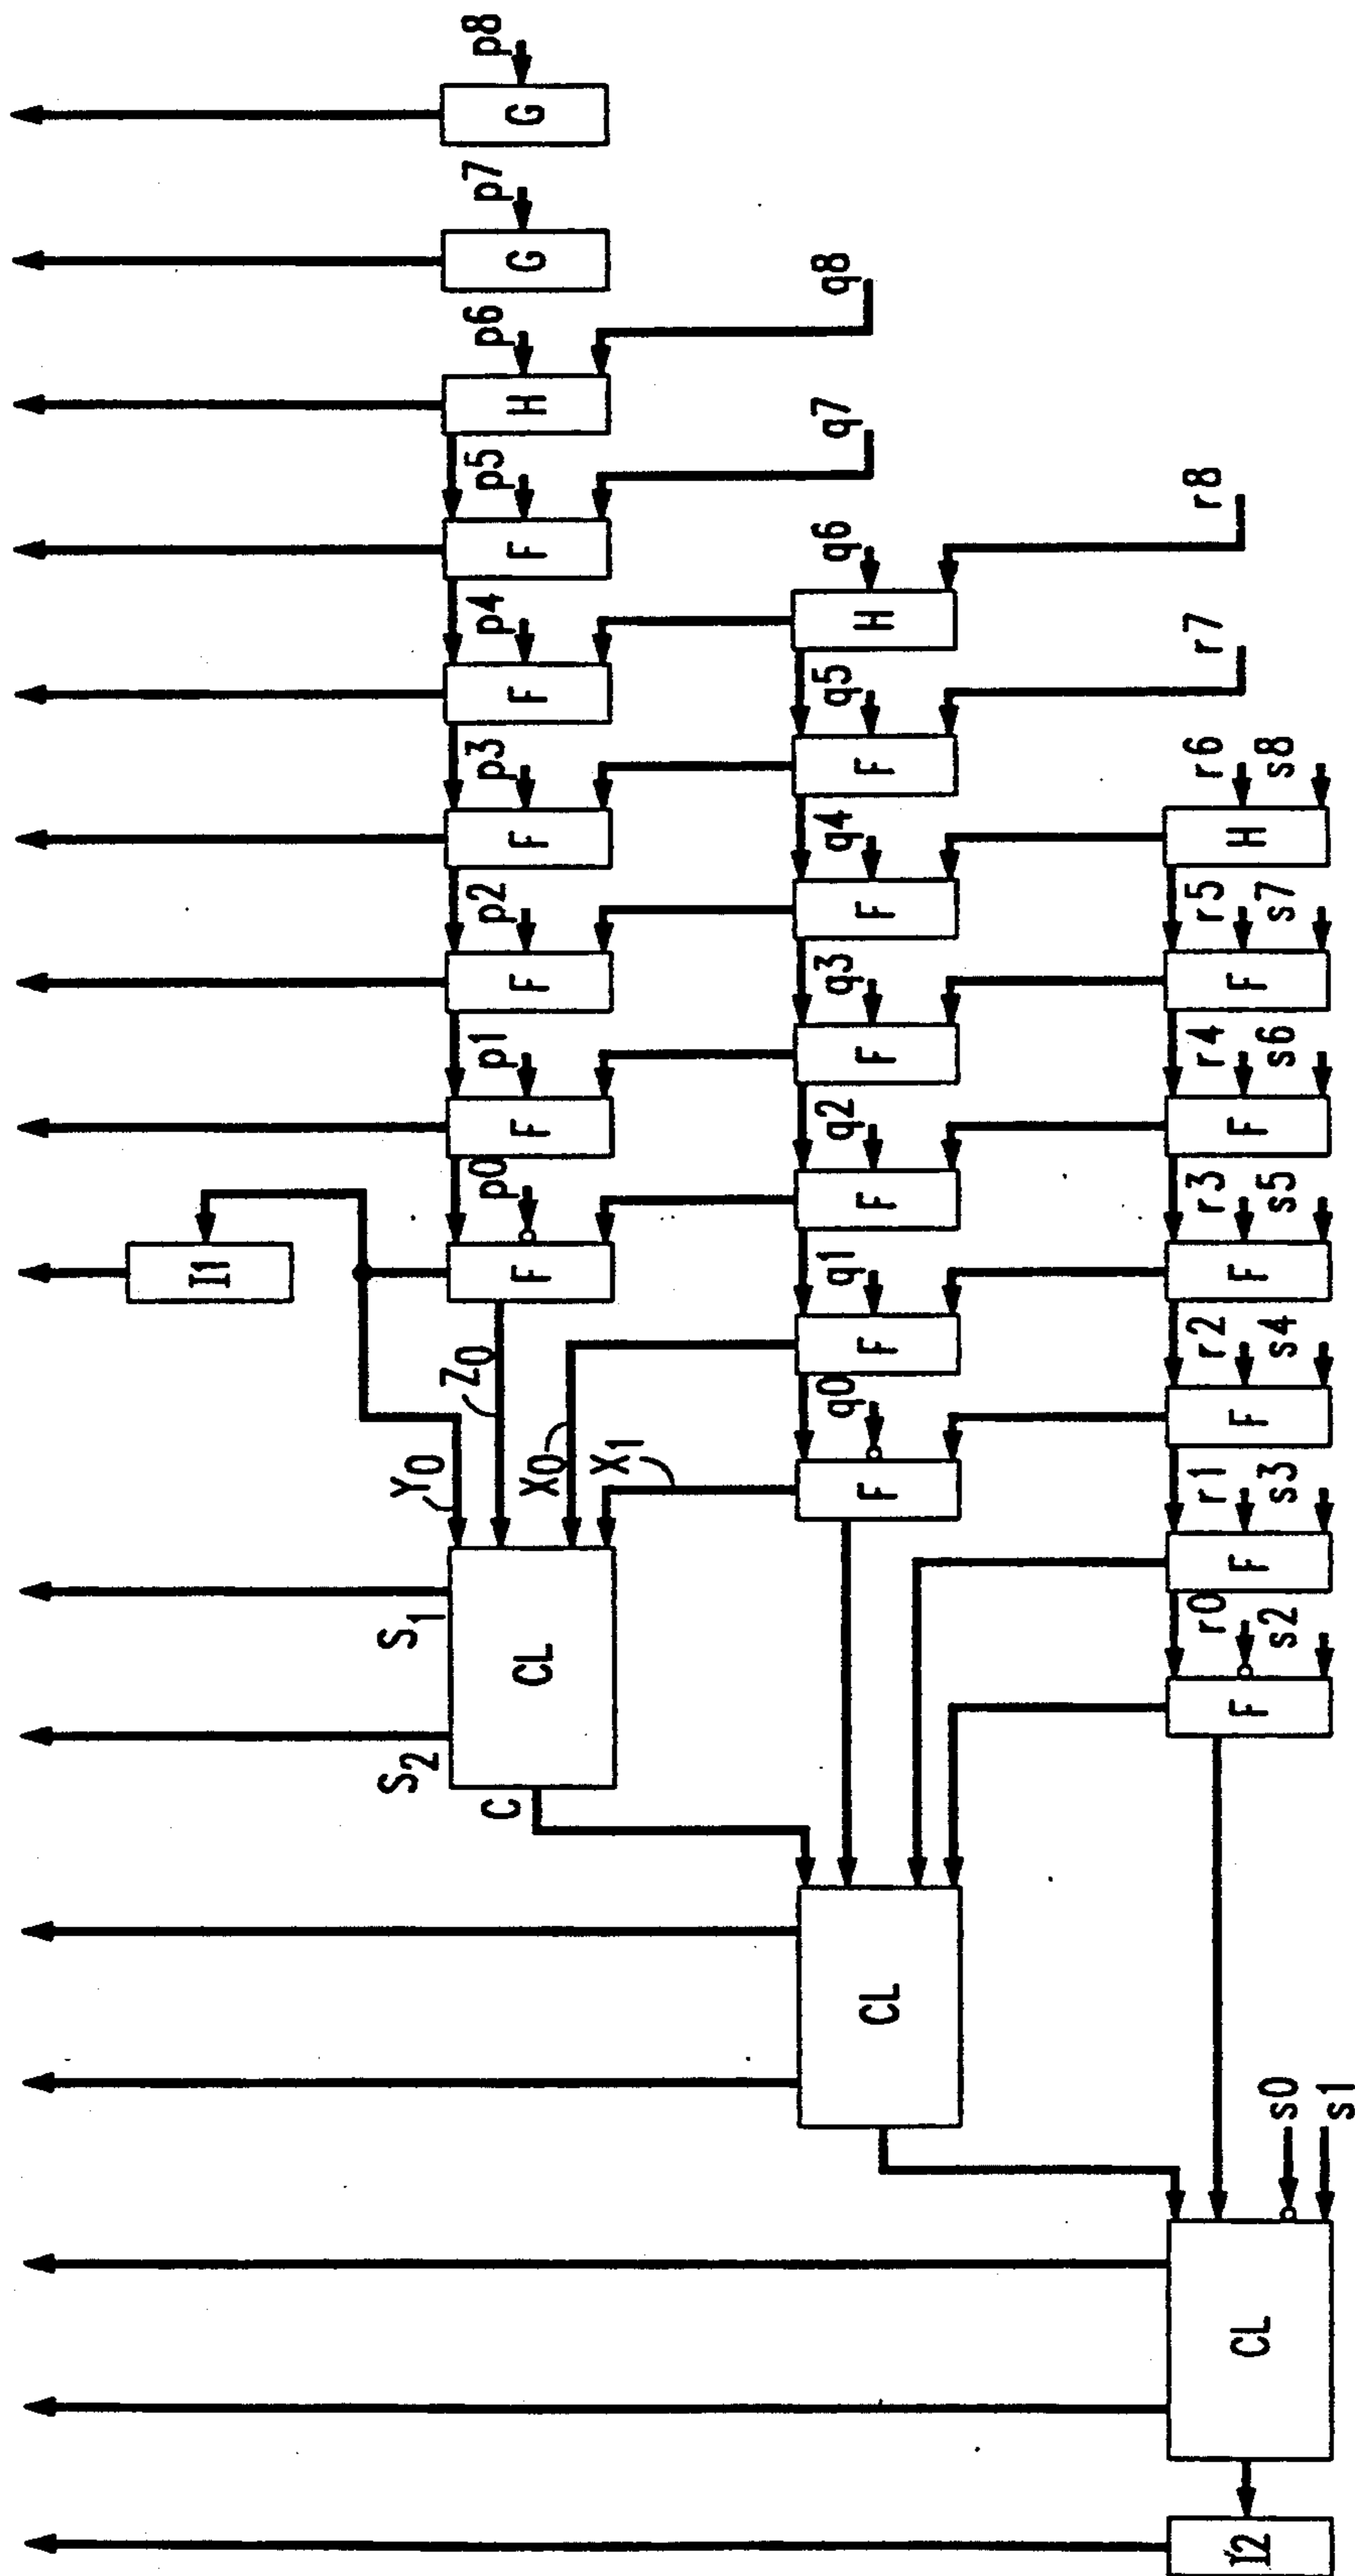 p8
G
p7
G
p6
q8
H
p5
q7
F
p4
q6
r8
F
H
p3
q5
r7
F
F
p2
q4
r6
s8
F
F
H
p1
q3
r5
s7
F
F
F
p0
q2
r4
s6
I1
F
F
F
q1
r3
s5
Z0
F
F
q0
r2
s4
Y0
X0
X1
F
F
r1
s3
S1
CL
F
r0
s2
S2
C
F
CL
s0
s1
CL
I2